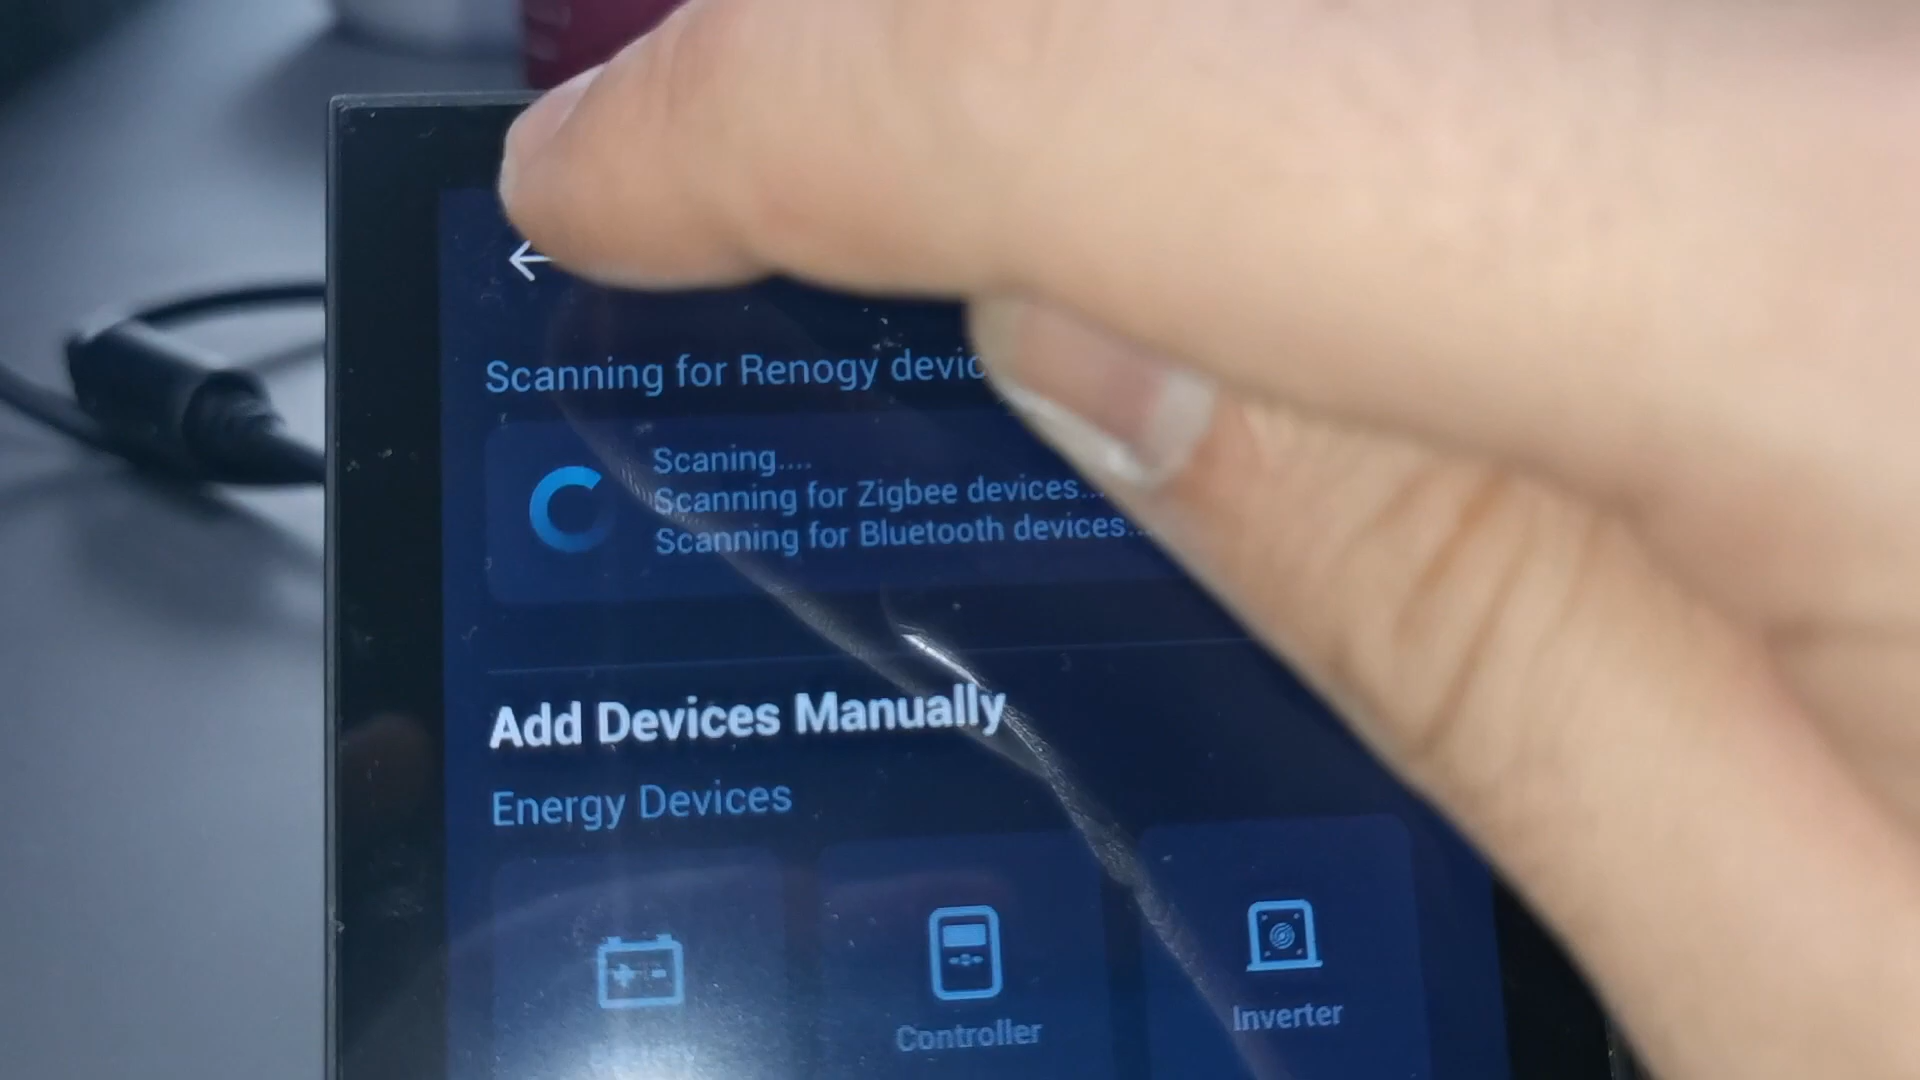 Scanning for Renogy
Scaning....
Scanning for Zigbee devices...
Scanning for Bluetooth devices...
Add Devices Manually
Energy Devices
Controller
Inverter